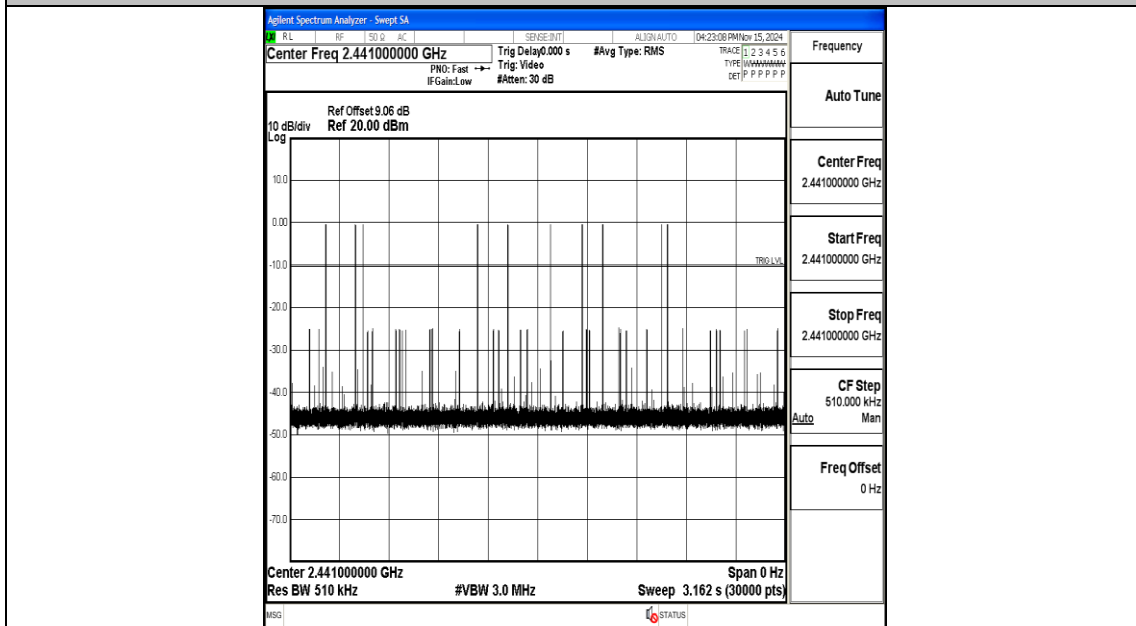 Agilent Spectrum Analyzer - Swept SA
RL RF 50 Ω AC SENSE:INT ALIGN AUTO 04:23:08 PM Nov 15, 2024
Center Freq 2.441000000 GHz
PNO: Fast
IFGain:Low
Trig Delay0.000 s
Trig: Video
#Atten: 30 dB
#Avg Type: RMS
TRACE 1 2 3 4 5 6
TYPE
DET P P P P P P
Ref Offset 9.06 dB
10 dB/div Ref 20.00 dBm
Log
10.0
0.00
-10.0
TRIG LVL
-20.0
-30.0
-40.0
-50.0
-60.0
-70.0
Center 2.441000000 GHz Span 0 Hz
Res BW 510 kHz #VBW 3.0 MHz Sweep 3.162 s (30000 pts)
MSG STATUS
Frequency
Auto Tune
Center Freq
2.441000000 GHz
Start Freq
2.441000000 GHz
Stop Freq
2.441000000 GHz
CF Step
510.000 kHz
Auto Man
Freq Offset
0 Hz